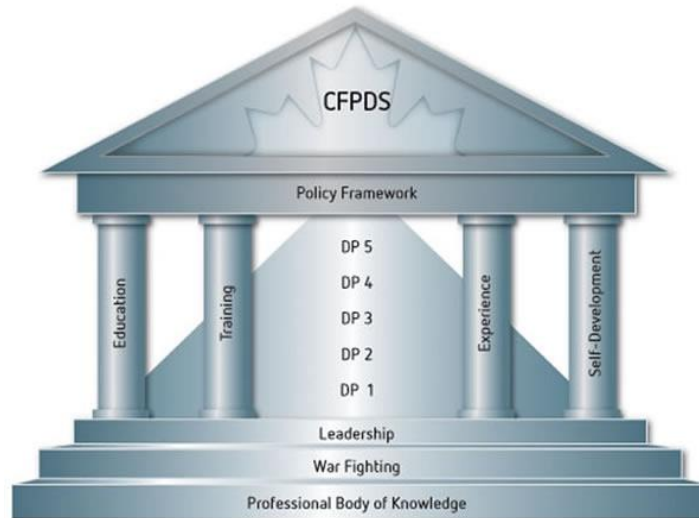 CFPDS
Policy Framework
Education
Training
DP 5
DP 4
DP 3
DP 2
DP 1
Experience
Self-Development
Leadership
War Fighting
Professional Body of Knowledge